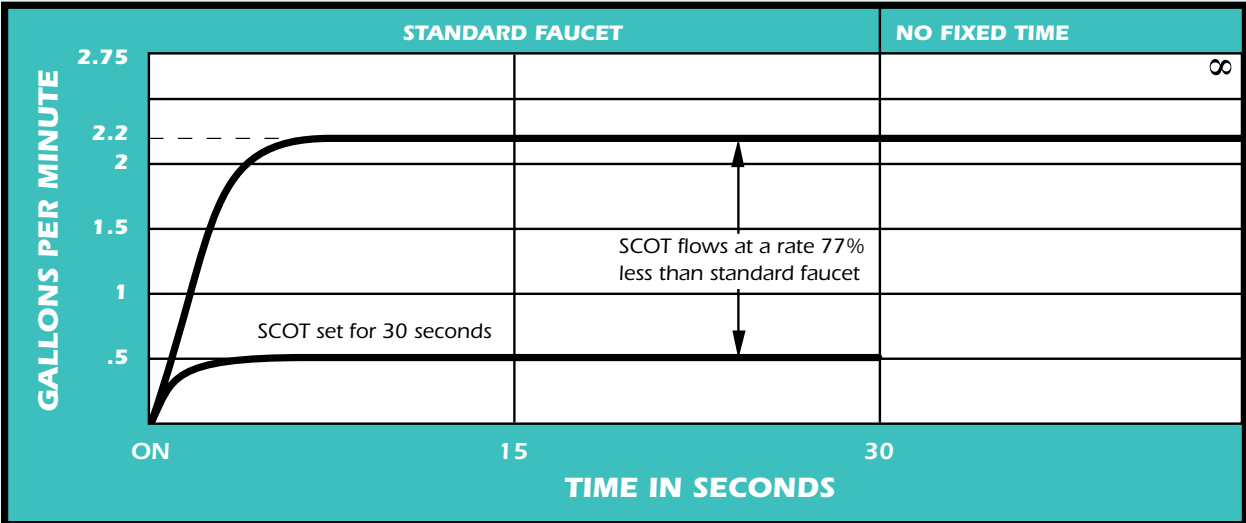 STANDARD FAUCET
NO FIXED TIME
GALLONS PER MINUTE
2.75
2.2
2
1.5
1
.5
∞
SCOT flows at a rate 77%
less than standard faucet
SCOT set for 30 seconds
ON
15
30
TIME IN SECONDS